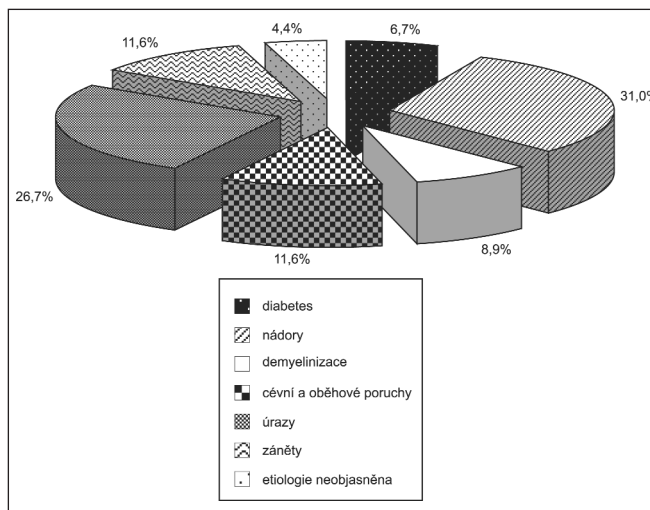 4,4%
6,7%
11,6%
31,0%
26,7%
8,9%
11,6%
diabetes
nádory
demyelinizace
cévní a oběhové poruchy
úrazy
záněty
etiologie neobjasněna